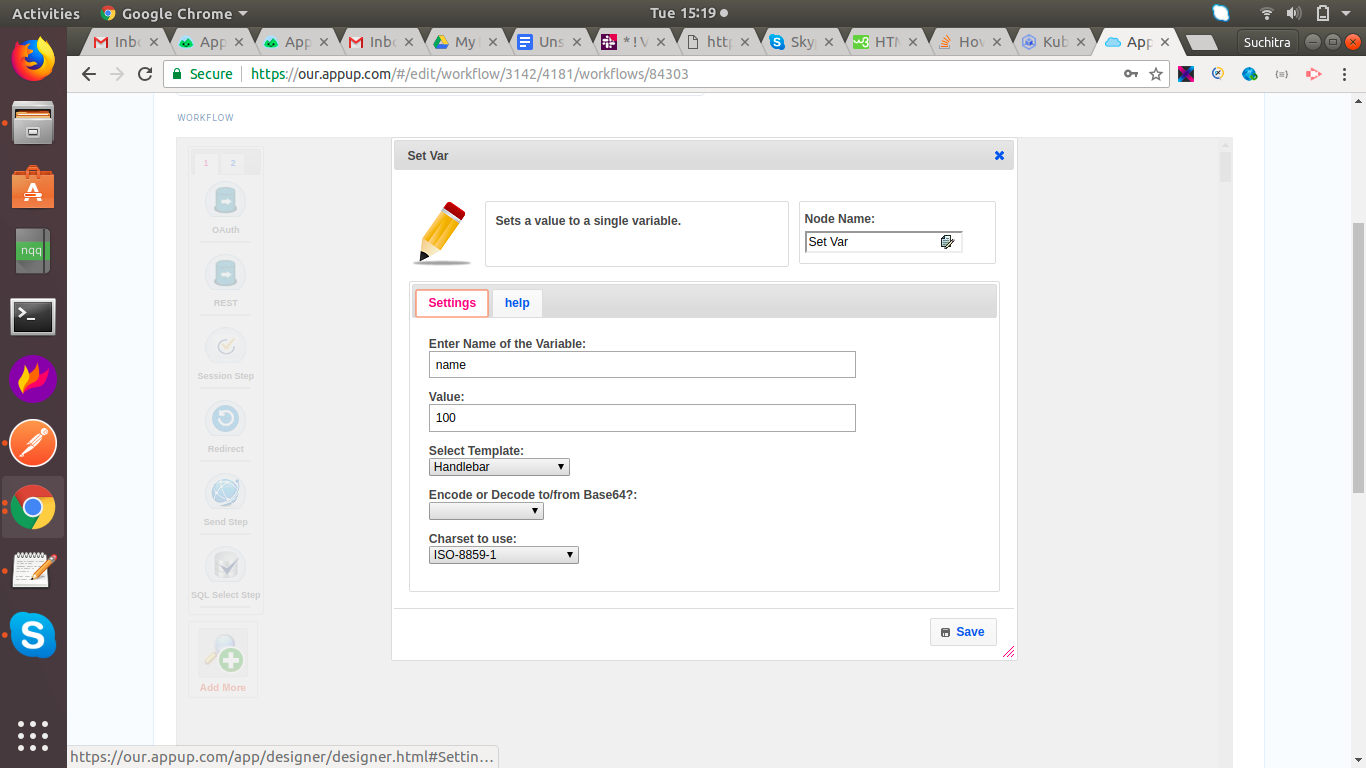 Activities
Google Chrome
Tue 15:19
Inbo
App
App
Inbo
My
Uns
*!V
http
Sky
HTM
How
Kub
App
Suchitra
Secure
https://our.appup.com/#/edit/workflow/3142/4181/workflows/84303
WORKFLOW
1
2
OAuth
REST
Session Step
Redirect
Send Step
SQL Select Step
Add More
Set Var
Sets a value to a single variable.
Node Name:
Set Var
Settings
help
Enter Name of the Variable:
name
Value:
100
Select Template:
Handlebar
Encode or Decode to/from Base64?:
Charset to use:
ISO-8859-1
Save
nqq
https://our.appup.com/app/designer/designer.html#Settin...